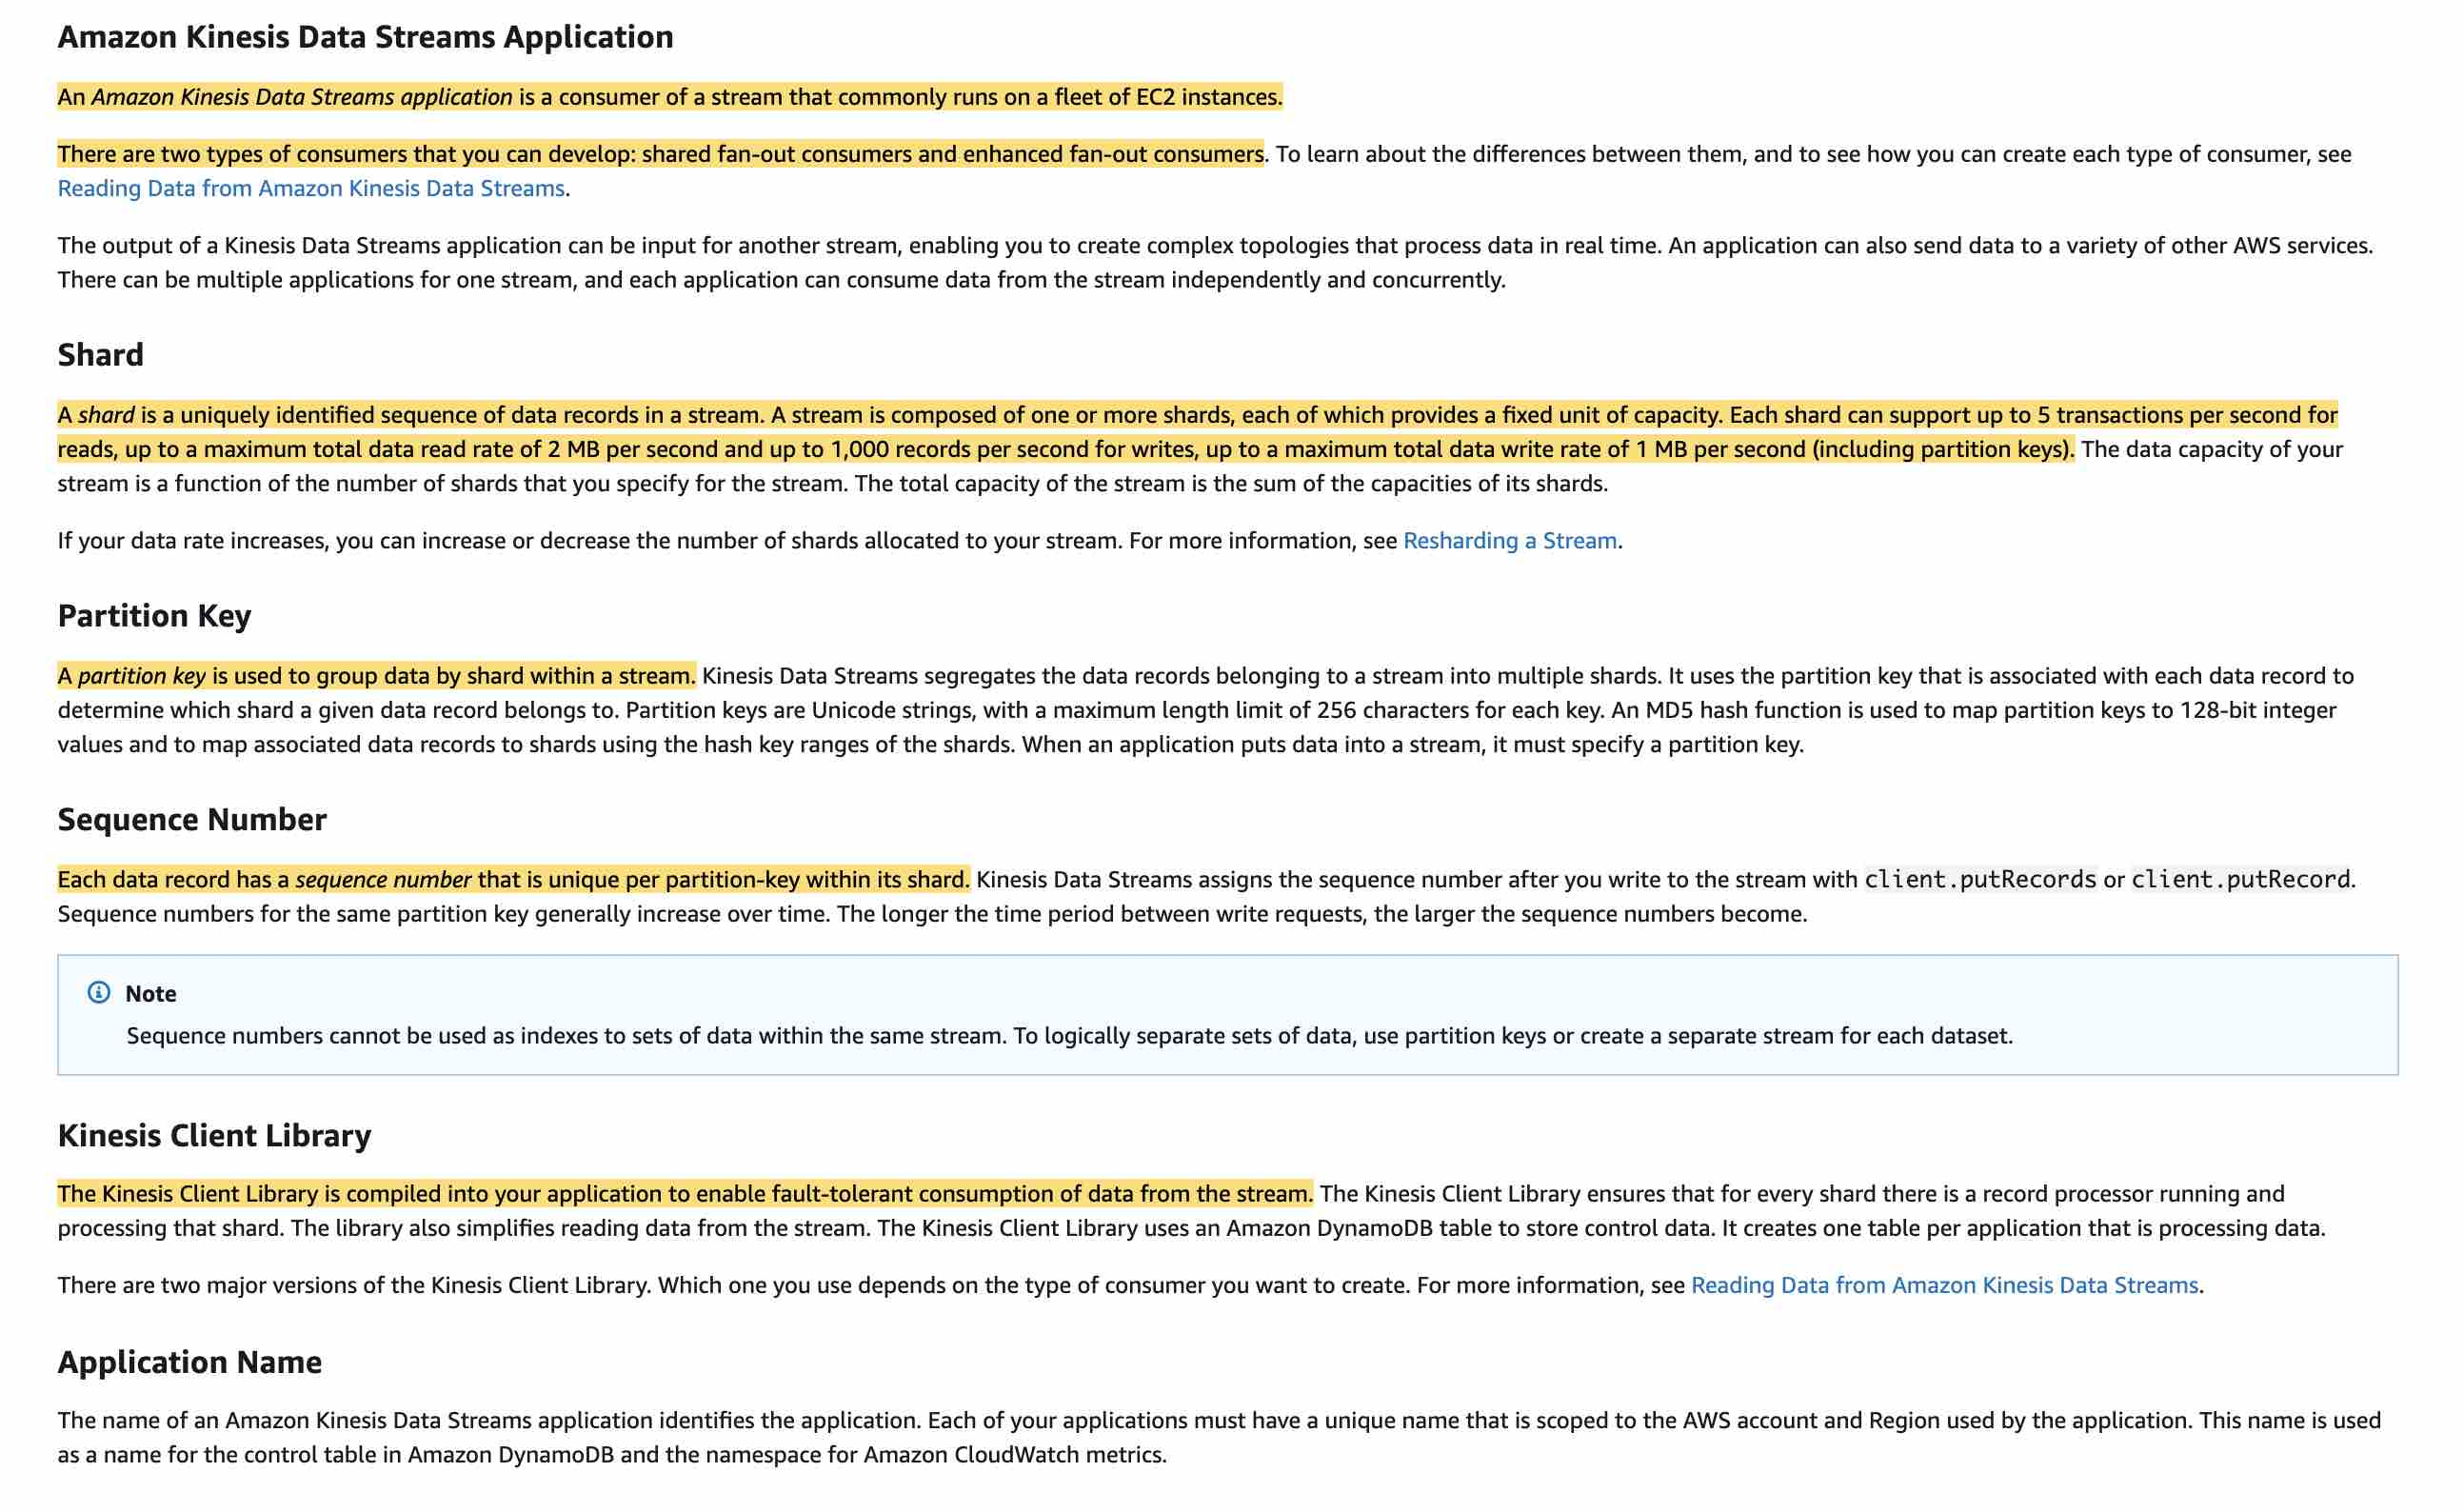 Amazon Kinesis Data Streams Application
An Amazon Kinesis Data Streams application is a consumer of a stream that commonly runs on a fleet of EC2 instances.
There are two types of consumers that you can develop: shared fan-out consumers and enhanced fan-out consumers. To learn about the differences between them, and to see how you can create each type of consumer, see
Reading Data from Amazon Kinesis Data Streams.
The output of a Kinesis Data Streams application can be input for another stream, enabling you to create complex topologies that process data in real time. An application can also send data to a variety of other AWS services.
There can be multiple applications for one stream, and each application can consume data from the stream independently and concurrently.
Shard
A shard is a uniquely identified sequence of data records in a stream. A stream is composed of one or more shards, each of which provides a fixed unit of capacity. Each shard can support up to 5 transactions per second for
reads, up to a maximum total data read rate of 2 MB per second and up to 1,000 records per second for writes, up to a maximum total data write rate of 1 MB per second (including partition keys). The data capacity of your
stream is a function of the number of shards that you specify for the stream. The total capacity of the stream is the sum of the capacities of its shards.
If your data rate increases, you can increase or decrease the number of shards allocated to your stream. For more information, see Resharding a Stream.
Partition Key
A partition key is used to group data by shard within a stream. Kinesis Data Streams segregates the data records belonging to a stream into multiple shards. It uses the partition key that is associated with each data record to
determine which shard a given data record belongs to. Partition keys are Unicode strings, with a maximum length limit of 256 characters for each key. An MD5 hash function is used to map partition keys to 128-bit integer
values and to map associated data records to shards using the hash key ranges of the shards. When an application puts data into a stream, it must specify a partition key.
Sequence Number
Each data record has a sequence number that is unique per partition-key within its shard. Kinesis Data Streams assigns the sequence number after you write to the stream with client.putRecords or client.putRecord.
Sequence numbers for the same partition key generally increase over time. The longer the time period between write requests, the larger the sequence numbers become.
Note
Sequence numbers cannot be used as indexes to sets of data within the same stream. To logically separate sets of data, use partition keys or create a separate stream for each dataset.
Kinesis Client Library
The Kinesis Client Library is compiled into your application to enable fault-tolerant consumption of data from the stream. The Kinesis Client Library ensures that for every shard there is a record processor running and
processing that shard. The library also simplifies reading data from the stream. The Kinesis Client Library uses an Amazon DynamoDB table to store control data. It creates one table per application that is processing data.
There are two major versions of the Kinesis Client Library. Which one you use depends on the type of consumer you want to create. For more information, see Reading Data from Amazon Kinesis Data Streams.
Application Name
The name of an Amazon Kinesis Data Streams application identifies the application. Each of your applications must have a unique name that is scoped to the AWS account and Region used by the application. This name is used
as a name for the control table in Amazon DynamoDB and the namespace for Amazon CloudWatch metrics.